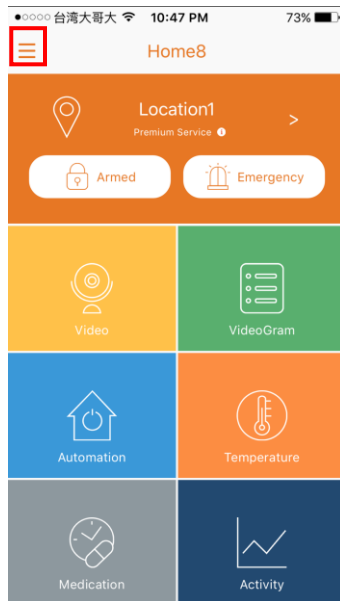 台湾大哥大 10:47 PM 73%
Home8
Location1
Premium Service
Armed Emergency
Video VideoGram
Automation Temperature
Medication Activity